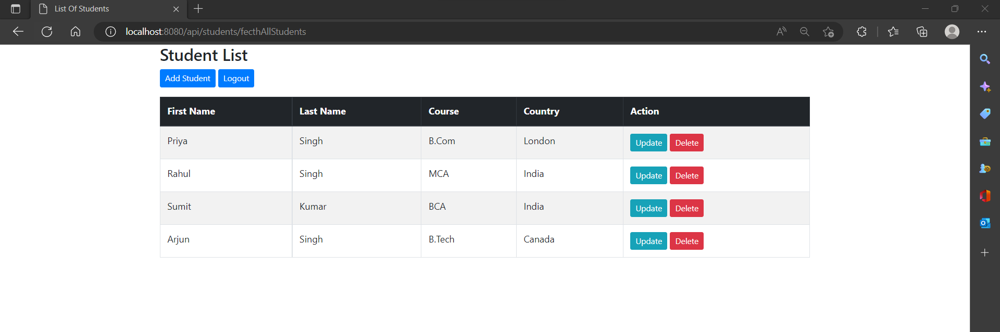 List Of Students
localhost:8080/api/students/fecthAllStudents
Student List
Add Student Logout
First Name Last Name Course Country Action
Priya Singh B.Com London Update Delete
Rahul Singh MCA India Update Delete
Sumit Kumar BCA India Update Delete
Arjun Singh B.Tech Canada Update Delete